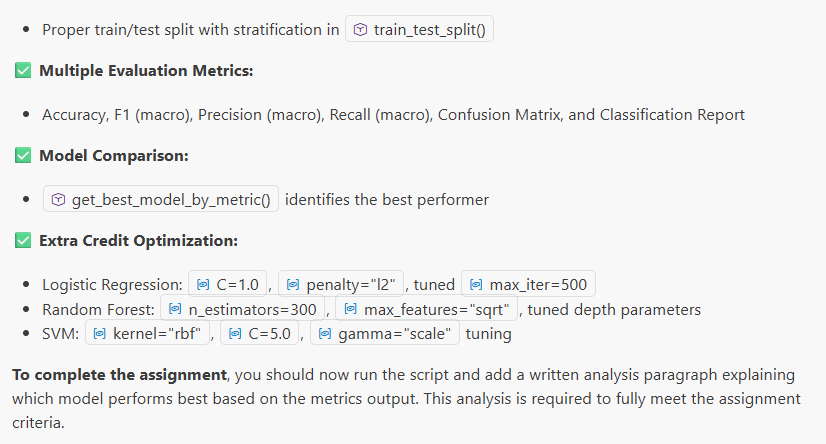 • Proper train/test split with stratification in train_test_split()
✅ Multiple Evaluation Metrics:
• Accuracy, F1 (macro), Precision (macro), Recall (macro), Confusion Matrix, and Classification Report
✅ Model Comparison:
• get_best_model_by_metric() identifies the best performer
✅ Extra Credit Optimization:
• Logistic Regression: C=1.0 , penalty="l2" , tuned max_iter=500
• Random Forest: n_estimators=300 , max_features="sqrt" , tuned depth parameters
• SVM: kernel="rbf" , C=5.0 , gamma="scale" tuning
To complete the assignment, you should now run the script and add a written analysis paragraph explaining
which model performs best based on the metrics output. This analysis is required to fully meet the assignment
criteria.